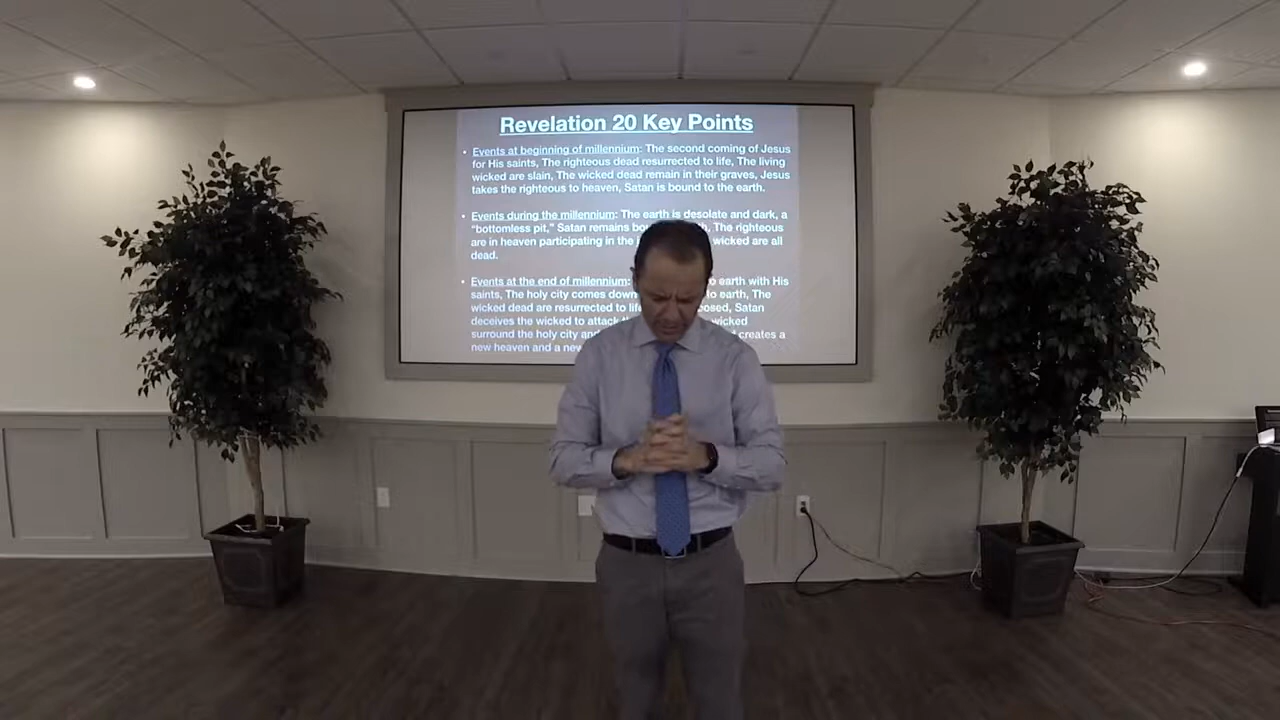 Revelation 20 Key Points
• Events at beginning of millennium: The second coming of Jesus
for His saints, The righteous dead resurrected to life, The living
wicked are slain, The wicked dead remain in their graves, Jesus
takes the righteous to heaven, Satan is bound to the earth.
• Events during the millennium: The earth is desolate and dark, a
"bottomless pit," Satan remains The righteous
are in heaven participating in the wicked are all
dead.
• Events at the end of millennium: to earth with His
saints, The holy city comes down to earth, The
wicked dead are resurrected to Satan
deceives the wicked to attack wicked
surround the holy city creates a
new heaven and a new